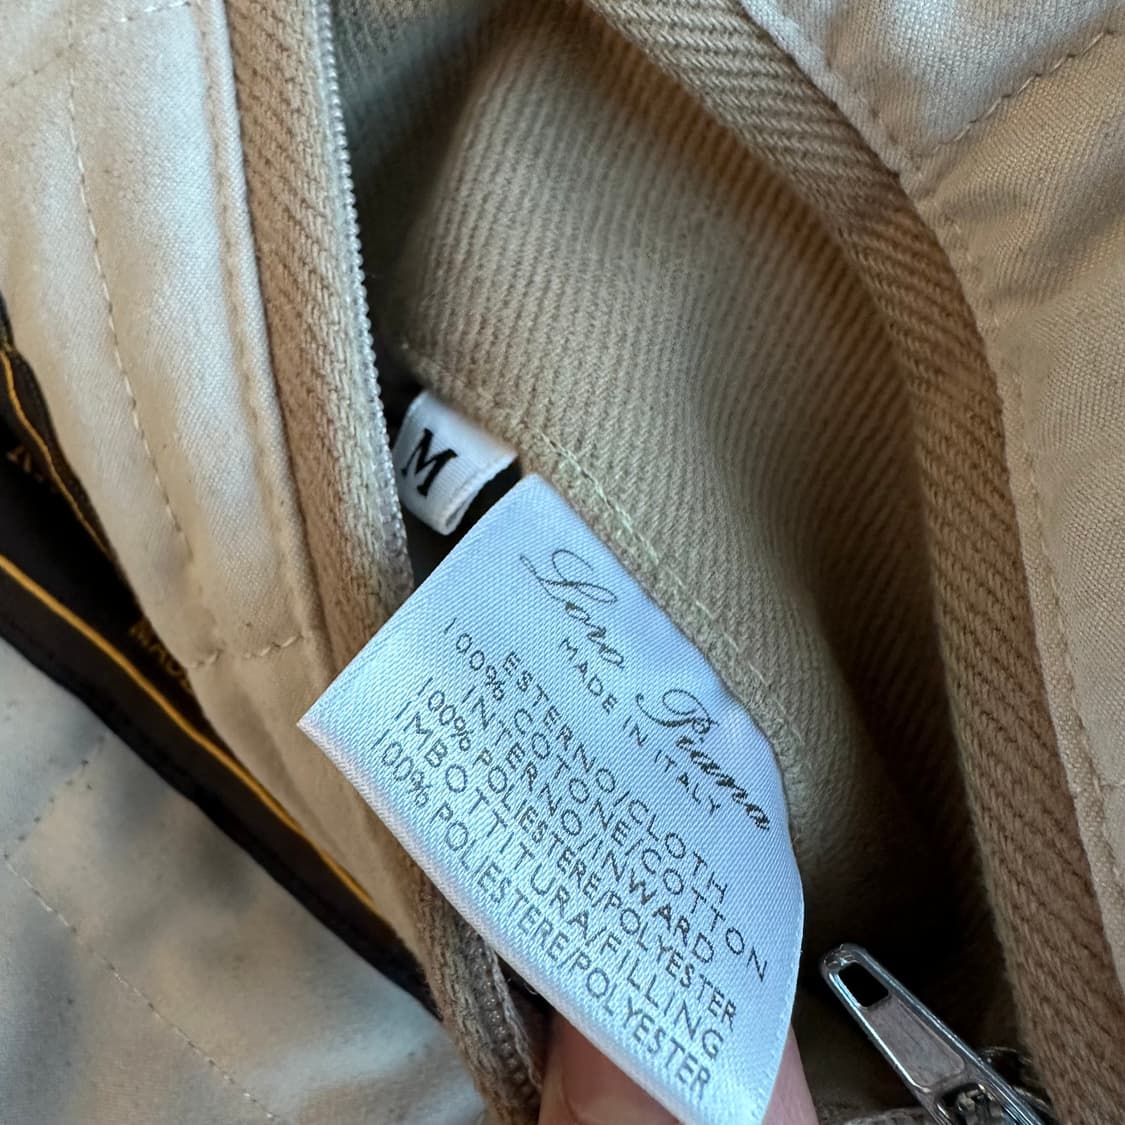 M
Loro Piana
MADE IN ITALY
ESTERNO/CLOTH
100% COTONE/COTTON
INTERNO/INWARD
100% POLIESTERE/POLYESTER
IMBOTTITURA/FILLING
100% POLIESTERE/POLYESTER